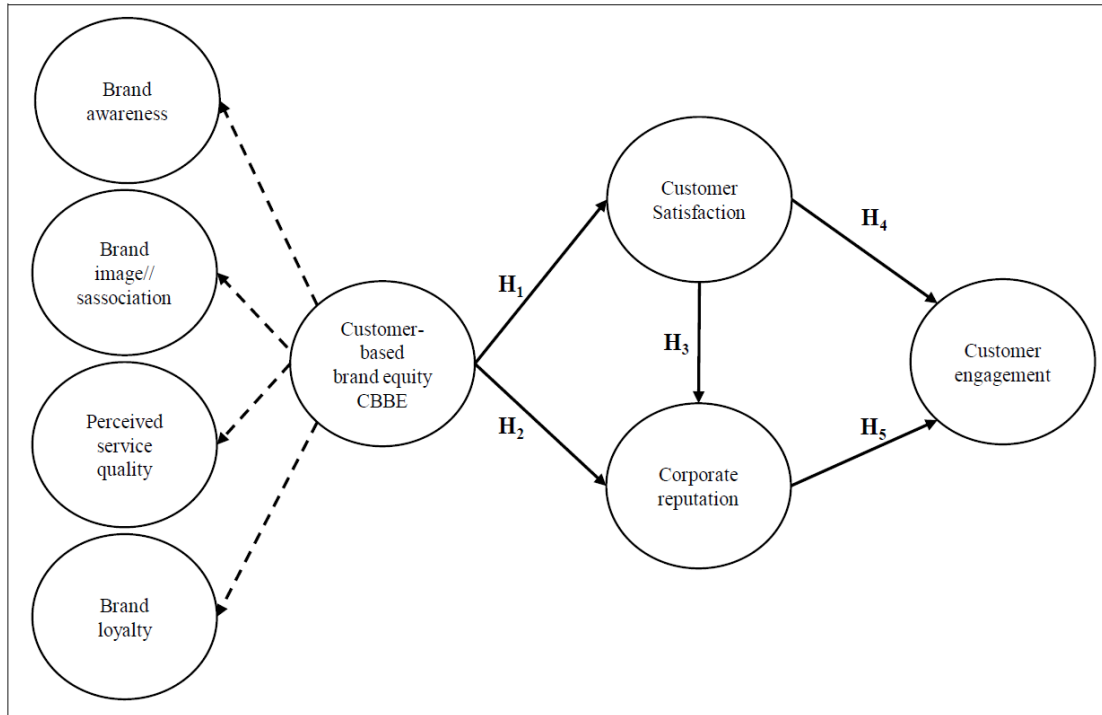 Brand
awareness
Brand
image//
sassociation
Perceived
service
quality
Brand
loyalty
Customer-
based
brand equity
CBBE
H1
H2
Customer
Satisfaction
H3
Corporate
reputation
H4
H5
Customer
engagement